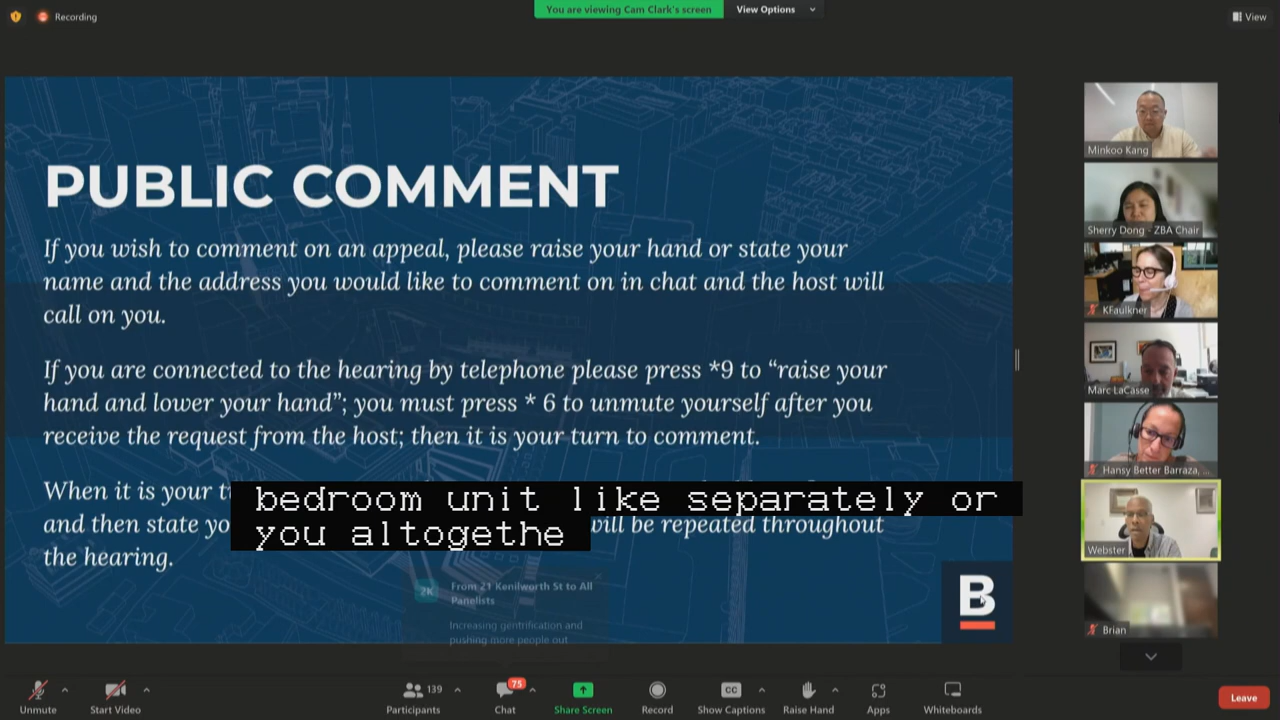 Recording
You are viewing Cam Clark's screen
View Options
View
PUBLIC COMMENT
If you wish to comment on an appeal, please raise your hand or state your
name and the address you would like to comment on in chat and the host will
call on you.
If you are connected to the hearing by telephone please press *9 to “raise your
hand and lower your hand”; you must press * 6 to unmute yourself after you
receive the request from the host; then it is your turn to comment.
When it is your
and then state will be repeated throughout
the hearing.
bedroom unit like separately or
you altogethe
2K
From 21 Kenilworth St to All
Panelists
Increasing gentrification and
pushing more people out
B
Minkoo Kang
Sherry Dong - ZBA Chair
KFaulkner
Marc LaCasse
Hansy Better Barraza, ...
Webster
Brian
Unmute
Start Video
139
Participants
75
Chat
Share Screen
Record
CC
Show Captions
Raise Hand
Apps
Whiteboards
Leave